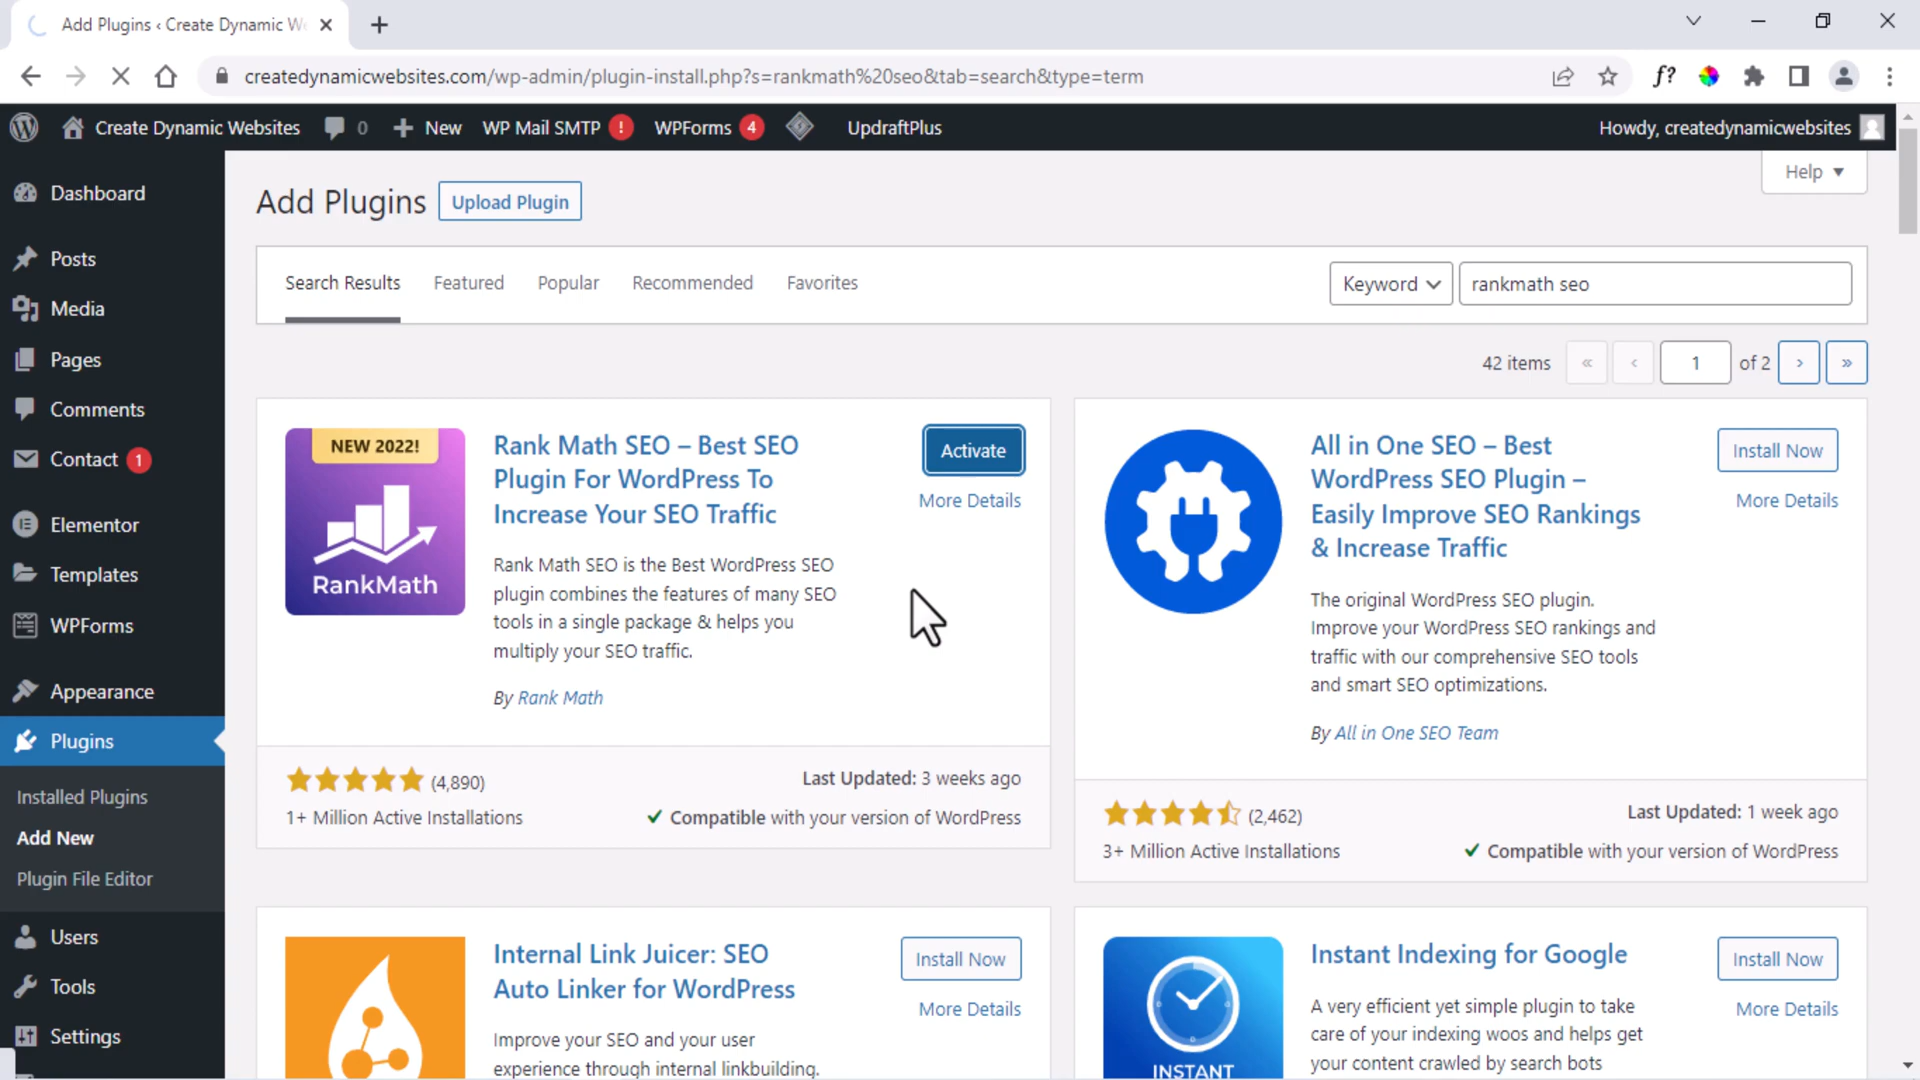 Add Plugins ‹ Create Dynamic We
createdynamicwebsites.com/wp-admin/plugin-install.php?s=rankmath%20seo&tab=search&type=term
f?
Create Dynamic Websites 0 New WP Mail SMTP ! WPForms 4 UpdraftPlus Howdy, createdynamicwebsites
Help
Dashboard
Posts
Media
Pages
Comments
Contact 1
Elementor
Templates
WPForms
Appearance
Plugins
Installed Plugins
Add New
Plugin File Editor
Users
Tools
Settings
Add Plugins Upload Plugin
Search Results Featured Popular Recommended Favorites Keyword rankmath seo
42 items « ‹ 1 of 2 › »
NEW 2022!
RankMath
Rank Math SEO – Best SEO
Plugin For WordPress To
Increase Your SEO Traffic
Activate
More Details
Rank Math SEO is the Best WordPress SEO
plugin combines the features of many SEO
tools in a single package & helps you
multiply your SEO traffic.
By Rank Math
(4,890)
Last Updated: 3 weeks ago
1+ Million Active Installations
Compatible with your version of WordPress
All in One SEO – Best
WordPress SEO Plugin –
Easily Improve SEO Rankings
& Increase Traffic
Install Now
More Details
The original WordPress SEO plugin.
Improve your WordPress SEO rankings and
traffic with our comprehensive SEO tools
and smart SEO optimizations.
By All in One SEO Team
(2,462)
Last Updated: 1 week ago
3+ Million Active Installations
Compatible with your version of WordPress
Internal Link Juicer: SEO
Auto Linker for WordPress
Install Now
More Details
Improve your SEO and your user
experience through internal linkbuilding.
INSTANT
Instant Indexing for Google
Install Now
More Details
A very efficient yet simple plugin to take
care of your indexing woos and helps get
your content crawled by search bots